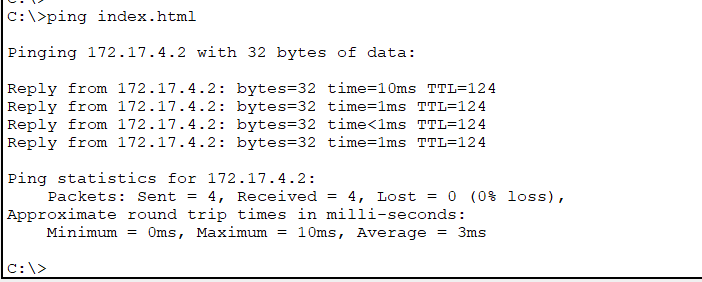 C:\>ping index.html
Pinging 172.17.4.2 with 32 bytes of data:
Reply from 172.17.4.2: bytes=32 time=10ms TTL=124
Reply from 172.17.4.2: bytes=32 time=1ms TTL=124
Reply from 172.17.4.2: bytes=32 time<1ms TTL=124
Reply from 172.17.4.2: bytes=32 time=1ms TTL=124
Ping statistics for 172.17.4.2:
    Packets: Sent = 4, Received = 4, Lost = 0 (0% loss),
Approximate round trip times in milli-seconds:
    Minimum = 0ms, Maximum = 10ms, Average = 3ms
C:\>